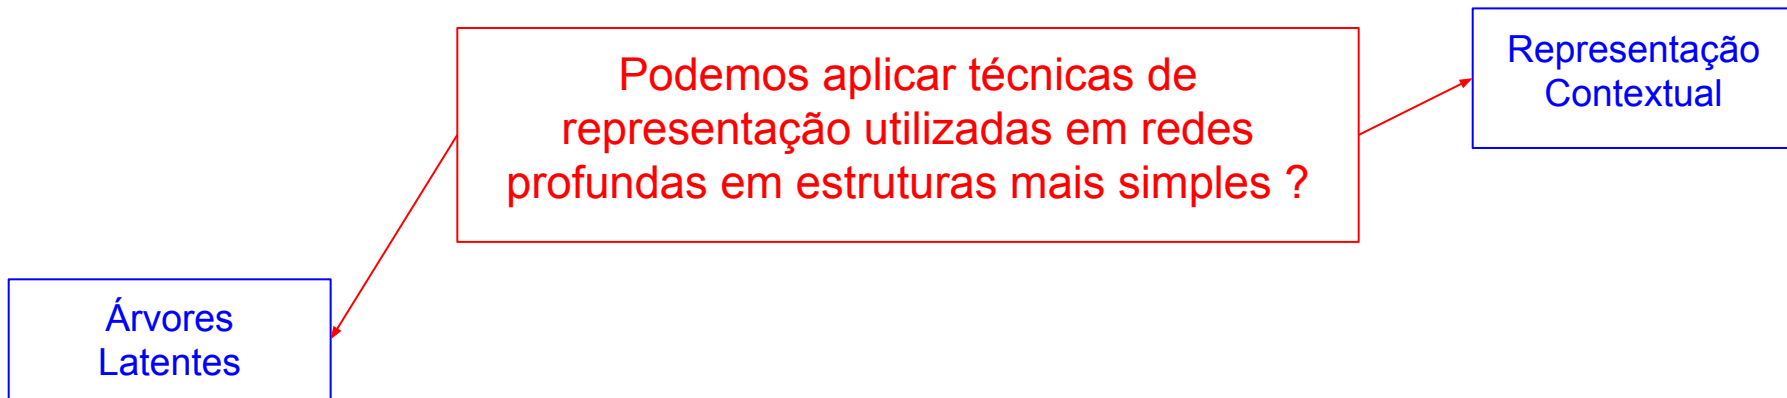 Podemos aplicar técnicas de
representação utilizadas em redes
profundas em estruturas mais simples ?
Representação
Contextual
Árvores
Latentes